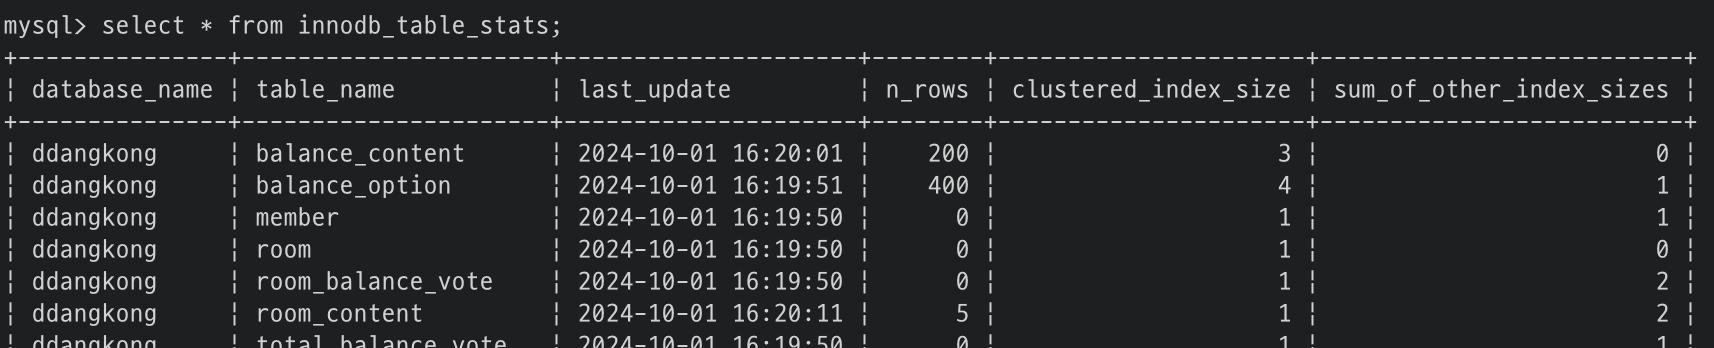 mysql> select * from innodb_table_stats;
+---------------+----------------------+---------------------+--------+----------------------+--------------------------+
| database_name | table_name           | last_update         | n_rows | clustered_index_size | sum_of_other_index_sizes |
+---------------+----------------------+---------------------+--------+----------------------+--------------------------+
| ddangkong     | balance_content      | 2024-10-01 16:20:01 |    200 |                    3 |                        0 |
| ddangkong     | balance_option       | 2024-10-01 16:19:51 |    400 |                    4 |                        1 |
| ddangkong     | member               | 2024-10-01 16:19:50 |      0 |                    1 |                        1 |
| ddangkong     | room                 | 2024-10-01 16:19:50 |      0 |                    1 |                        0 |
| ddangkong     | room_balance_vote    | 2024-10-01 16:19:50 |      0 |                    1 |                        2 |
| ddangkong     | room_content         | 2024-10-01 16:20:11 |      5 |                    1 |                        2 |
| ddangkong     | total_balance_vote   | 2024-10-01 16:19:50 |      0 |                    1 |                        1 |